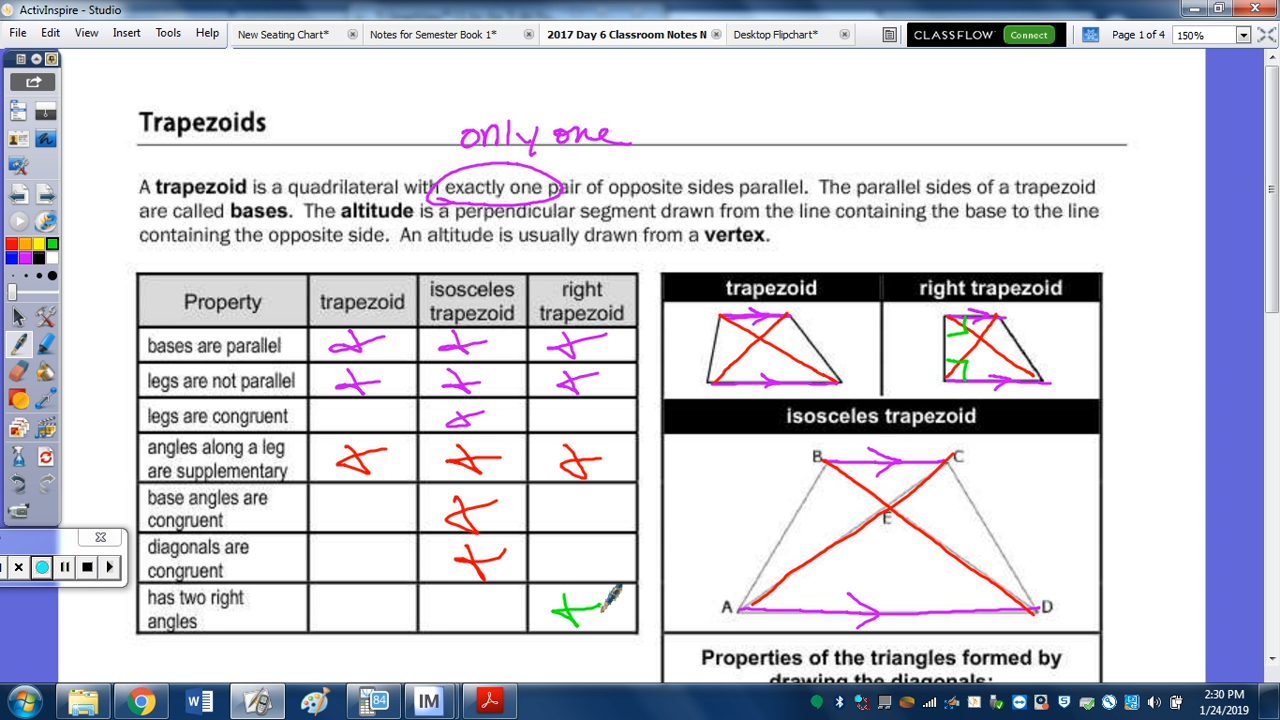 ActivInspire - Studio
File Edit View Insert Tools Help
New Seating Chart* Notes for Semester Book 1* 2017 Day 6 Classroom Notes N Desktop Flipchart* CLASSFLOW Connect Page 1 of 4 150%
Trapezoids
only one
A trapezoid is a quadrilateral with exactly one pair of opposite sides parallel. The parallel sides of a trapezoid
are called bases. The altitude is a perpendicular segment drawn from the line containing the base to the line
containing the opposite side. An altitude is usually drawn from a vertex.
Property trapezoid isosceles trapezoid right trapezoid
bases are parallel
legs are not parallel
legs are congruent
angles along a leg
are supplementary
base angles are
congruent
diagonals are
congruent
has two right
angles
trapezoid right trapezoid
isosceles trapezoid
B C
E
A D
Properties of the triangles formed by
drawing the diagonals:
84 IM
2:30 PM
1/24/2019